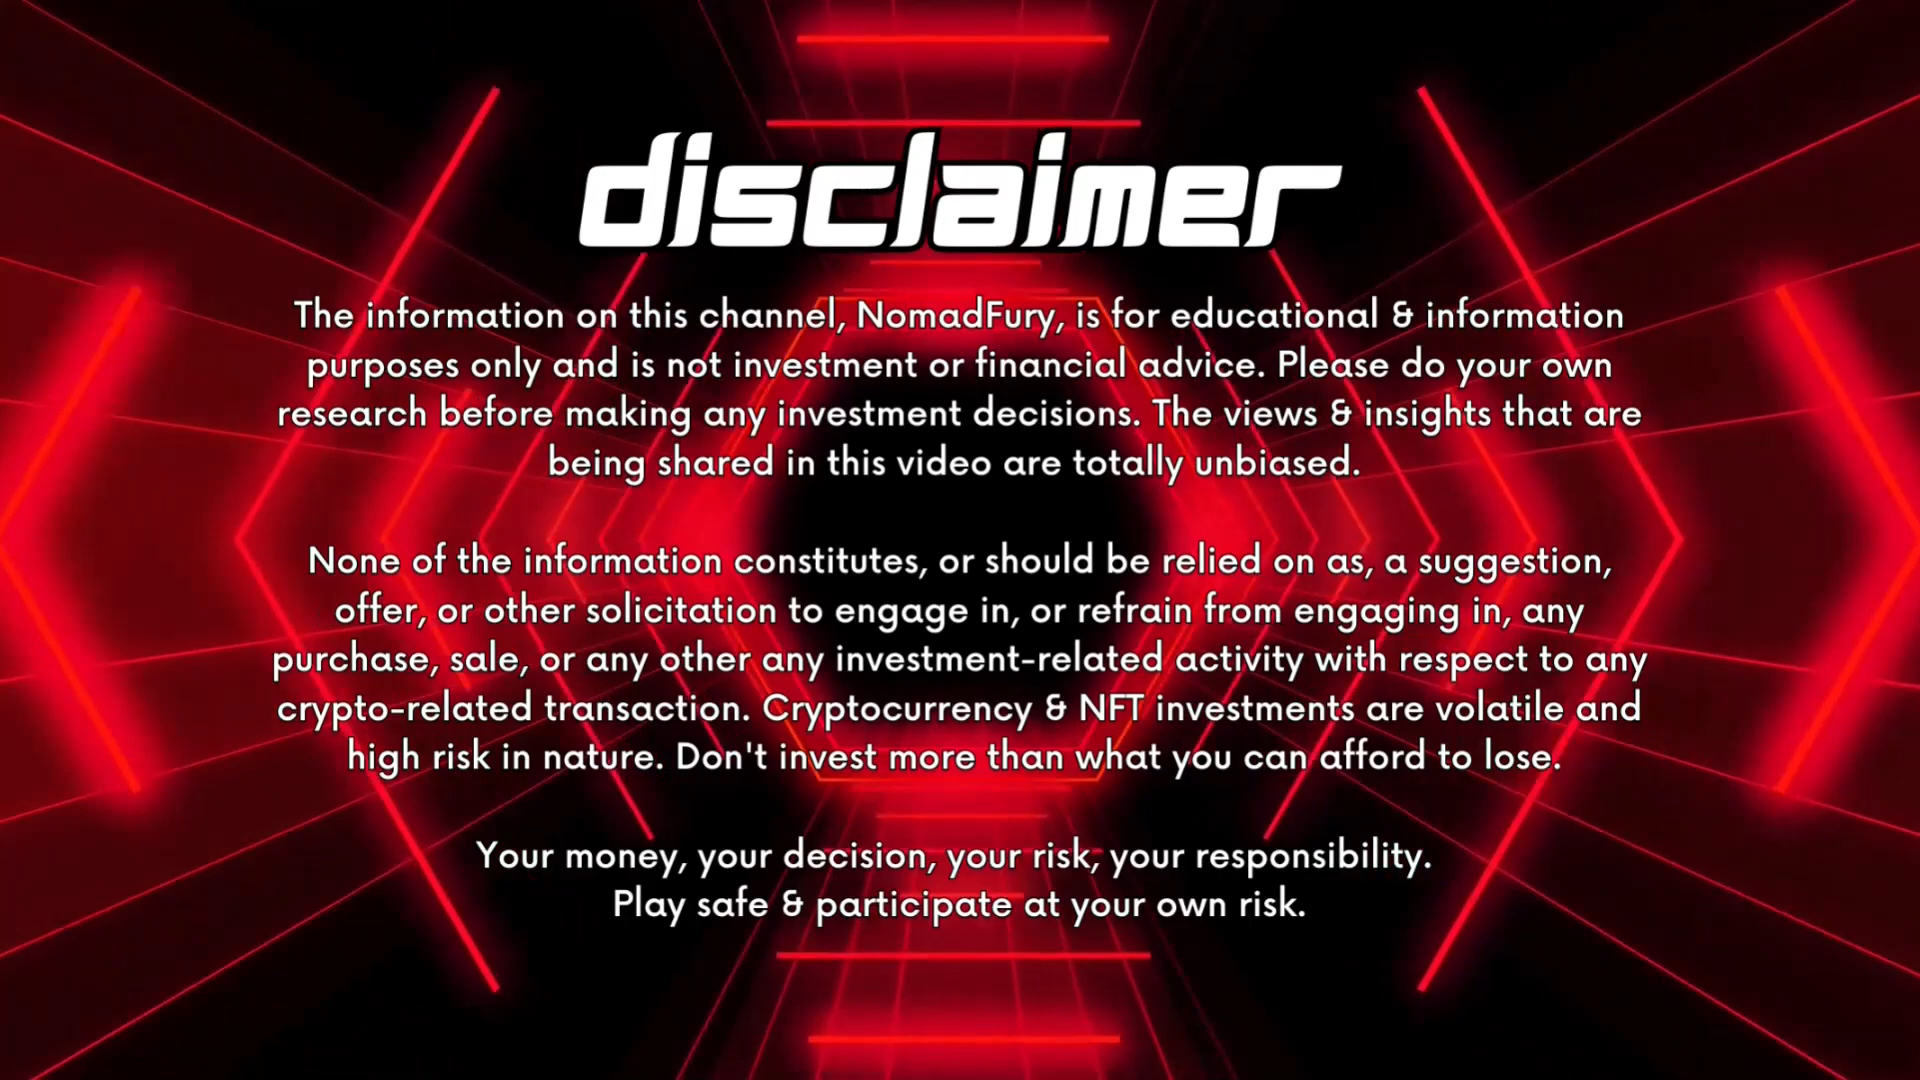 disclaimer
The information on this channel, NomadFury, is for educational & information
purposes only and is not investment or financial advice. Please do your own
research before making any investment decisions. The views & insights that are
being shared in this video are totally unbiased.
None of the information constitutes, or should be relied on as, a suggestion,
offer, or other solicitation to engage in, or refrain from engaging in, any
purchase, sale, or any other any investment-related activity with respect to any
crypto-related transaction. Cryptocurrency & NFT investments are volatile and
high risk in nature. Don't invest more than what you can afford to lose.
Your money, your decision, your risk, your responsibility.
Play safe & participate at your own risk.